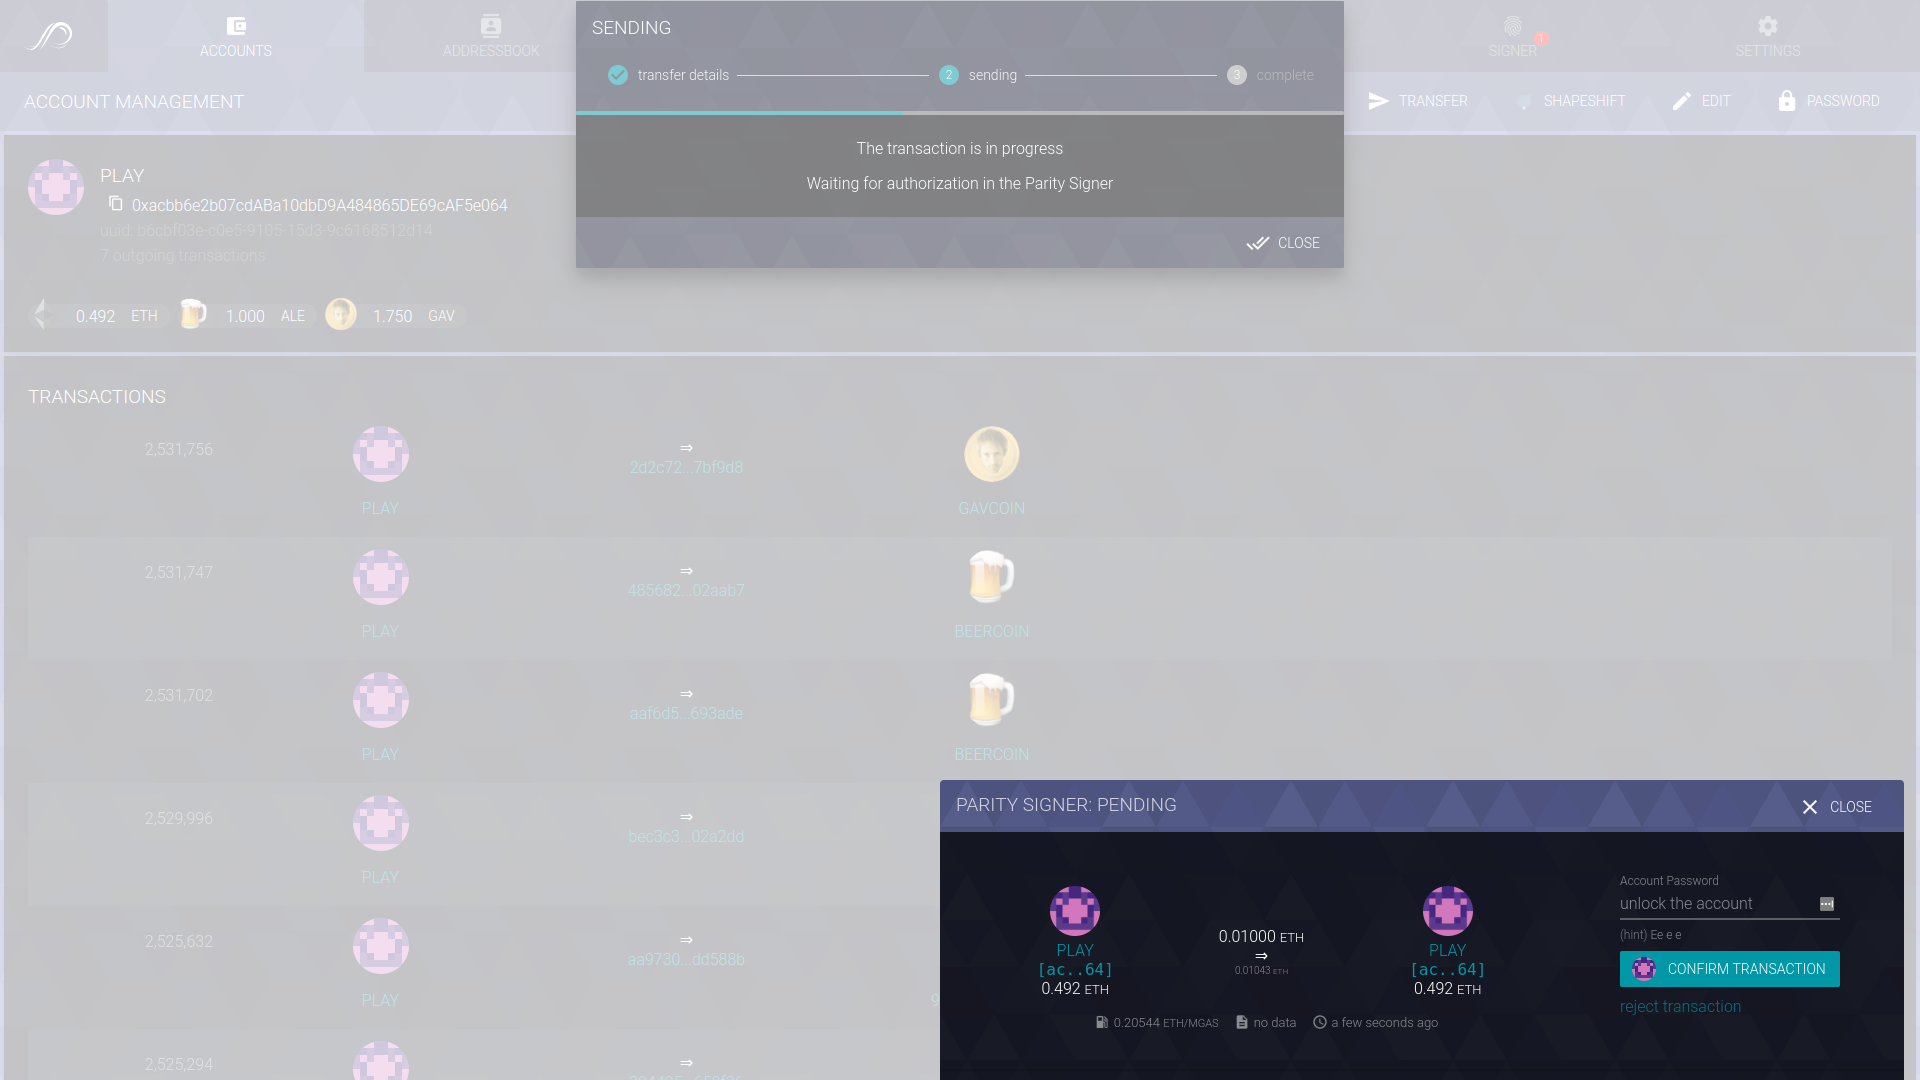 ACCOUNTS
ADDRESSBOOK
SIGNER
1
SETTINGS
SENDING
transfer details
2
sending
3
complete
The transaction is in progress
Waiting for authorization in the Parity Signer
CLOSE
ACCOUNT MANAGEMENT
TRANSFER
SHAPESHIFT
EDIT
PASSWORD
PLAY
0xacbb6e2b07cdABa10dbD9A484865DE69cAF5e064
uuid: b6cbf03e-c0e5-9105-15d3-9c6168512d14
7 outgoing transactions
0.492 ETH
1.000 ALE
1.750 GAV
TRANSACTIONS
2,531,756
⇒
2d2c72...7bf9d8
PLAY
GAVCOIN
2,531,747
⇒
485682...02aab7
PLAY
BEERCOIN
2,531,702
⇒
aaf6d5...693ade
PLAY
BEERCOIN
2,529,996
⇒
bec3c3...02a2dd
PLAY
2,525,632
⇒
aa9730...dd588b
PLAY
9
2,525,294
⇒
PARITY SIGNER: PENDING
CLOSE
PLAY
[ac..64]
0.492 ETH
0.01000 ETH
⇒
0.01043 ETH
PLAY
[ac..64]
0.492 ETH
0.20544 ETH/MGAS
no data
a few seconds ago
Account Password
unlock the account
(hint) Ee e e
CONFIRM TRANSACTION
reject transaction